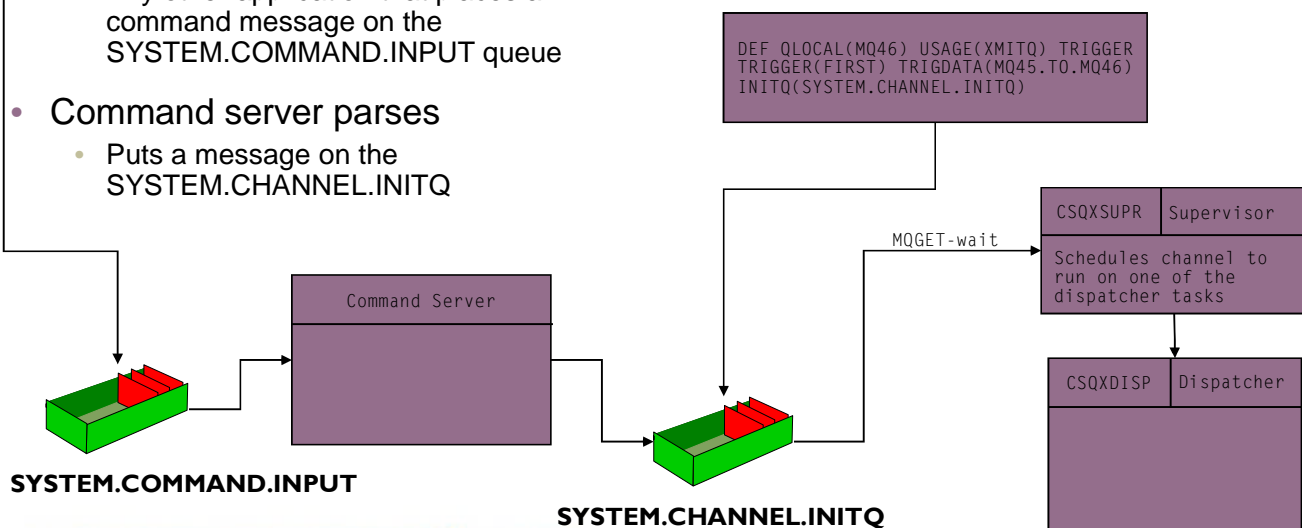 command message on the
SYSTEM.COMMAND.INPUT queue
• Command server parses
• Puts a message on the
SYSTEM.CHANNEL.INITQ
DEF QLOCAL(MQ46) USAGE(XMITQ) TRIGGER
TRIGGER(FIRST) TRIGDATA(MQ45.TO.MQ46)
INITQ(SYSTEM.CHANNEL.INITQ)
MQGET-wait
CSQXSUPR Supervisor
Schedules channel to
run on one of the
dispatcher tasks
Command Server
CSQXDISP Dispatcher
SYSTEM.COMMAND.INPUT
SYSTEM.CHANNEL.INITQ